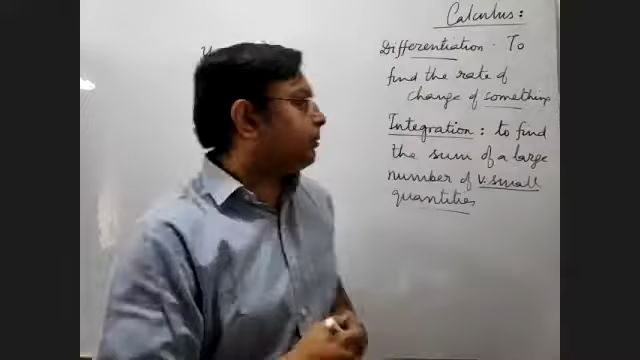 Calculus:
Differentiation. To
find the rate of
change of something
Integration: to find
the sum of a large
number of v. small
quantities